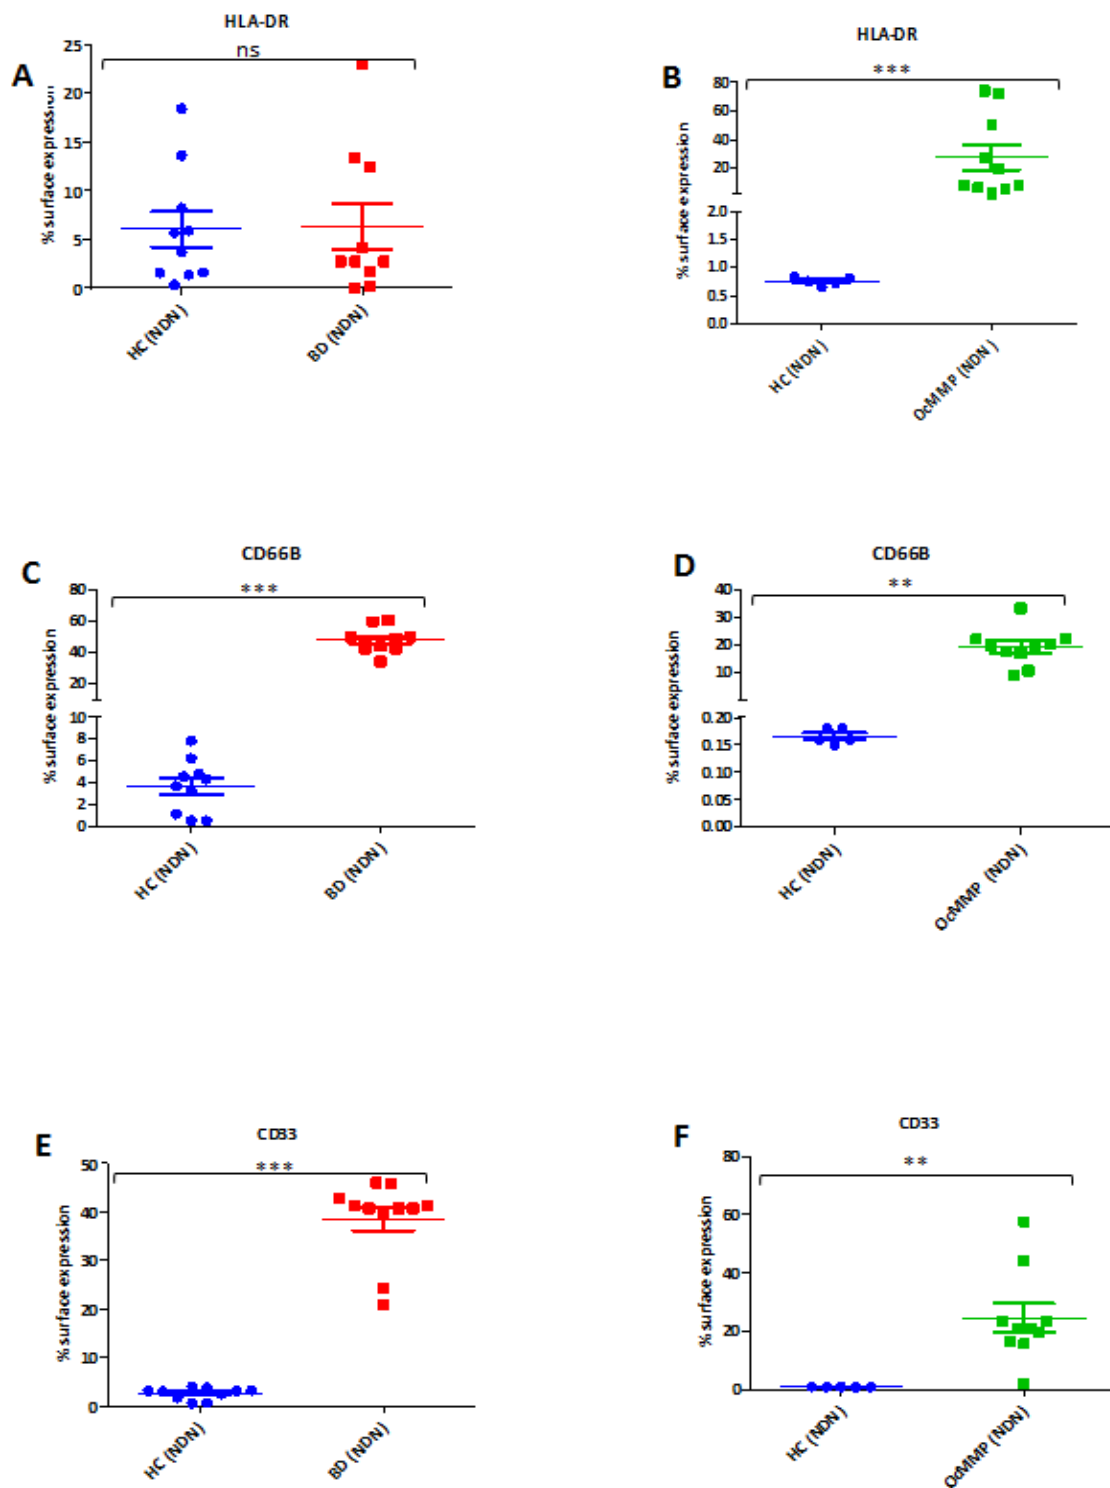 HLA-DR
A
ns
% surface expression
25
20
15
10
5
0
HC (NDN)
BD (NDN)
HLA-DR
B
***
% surface expression
80
60
40
20
2.0
1.5
1.0
0.5
0.0
HC (NDN)
OcMMP (NDN)
CD66B
C
***
% surface expression
80
60
40
20
10
8
6
4
2
0
HC (NDN)
BD (NDN)
CD66B
D
**
% surface expression
40
30
20
10
0.20
0.15
0.10
0.05
0.00
HC (NDN)
OcMMP (NDN)
CD33
E
***
% surface expression
50
40
30
20
10
0
HC (NDN)
BD (NDN)
CD33
F
**
% surface expression
80
60
40
20
0
HC (NDN)
OcMMP (NDN)